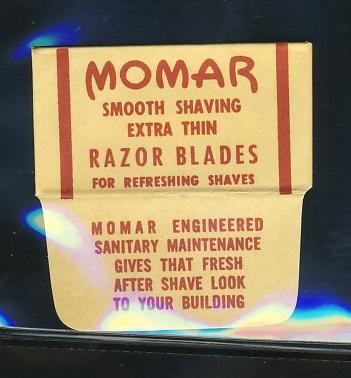 MOMAR
SMOOTH SHAVING
EXTRA THIN
RAZOR BLADES
FOR REFRESHING SHAVES
MOMAR ENGINEERED
SANITARY MAINTENANCE
GIVES THAT FRESH
AFTER SHAVE LOOK
TO YOUR BUILDING